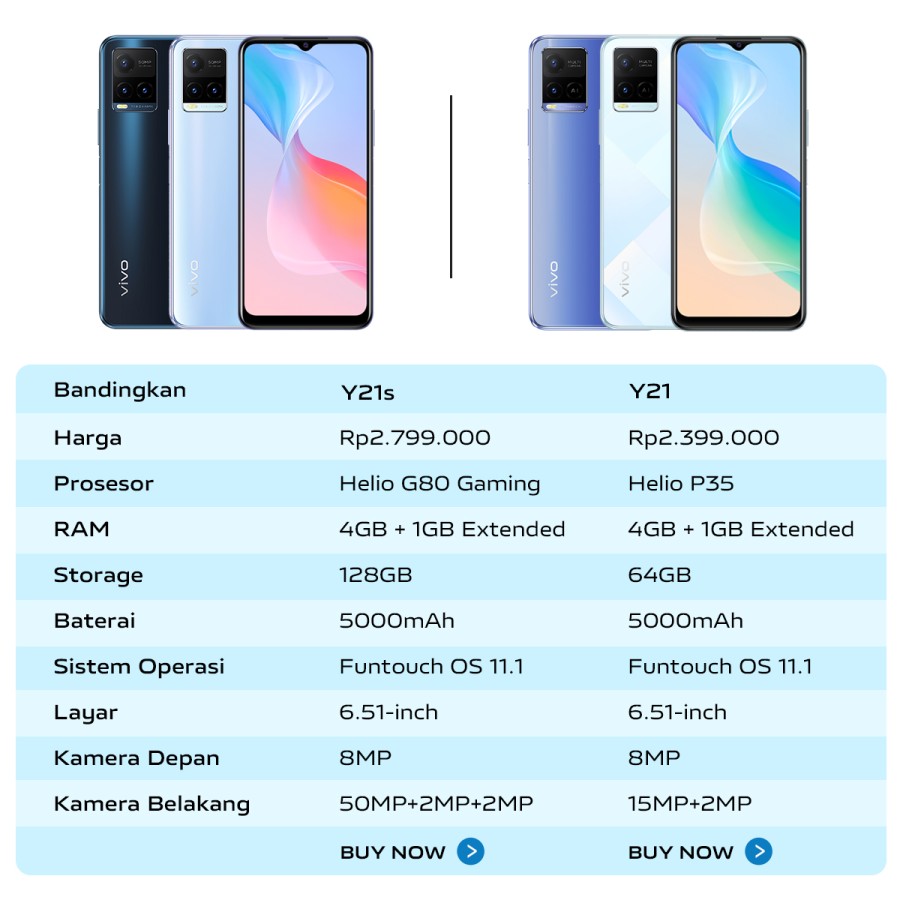 vivo
vivo
vivo
vivo
Bandingkan Y21s Y21
Harga Rp2.799.000 Rp2.399.000
Prosesor Helio G80 Gaming Helio P35
RAM 4GB + 1GB Extended 4GB + 1GB Extended
Storage 128GB 64GB
Baterai 5000mAh 5000mAh
Sistem Operasi Funtouch OS 11.1 Funtouch OS 11.1
Layar 6.51-inch 6.51-inch
Kamera Depan 8MP 8MP
Kamera Belakang 50MP+2MP+2MP 15MP+2MP
BUY NOW BUY NOW